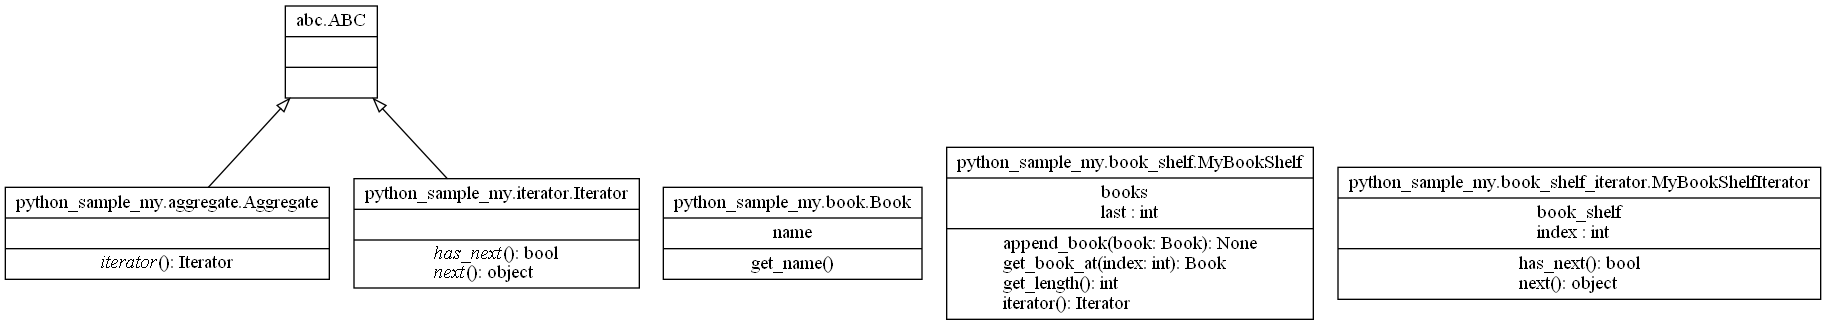 abc.ABC
python_sample_my.aggregate.Aggregate
iterator(): Iterator
python_sample_my.iterator.Iterator
has_next(): bool
next(): object
python_sample_my.book.Book
name
get_name()
python_sample_my.book_shelf.MyBookShelf
books
last : int
append_book(book: Book): None
get_book_at(index: int): Book
get_length(): int
iterator(): Iterator
python_sample_my.book_shelf_iterator.MyBookShelfIterator
book_shelf
index : int
has_next(): bool
next(): object